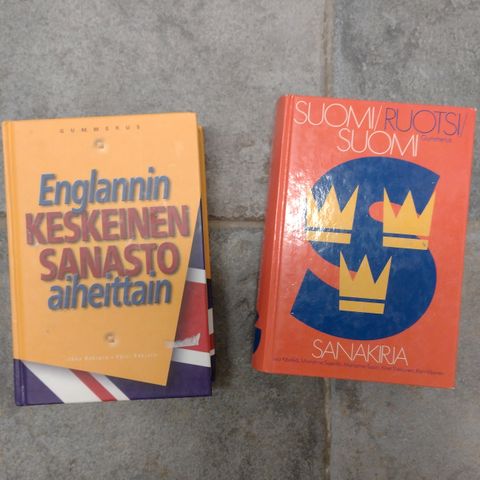 GUMMERUS
Englannin
KESKEINEN
SANASTO
aiheittain
SUOMI/RUOTSI/
SUOMI
Gummerus
S
SANAKIRJA